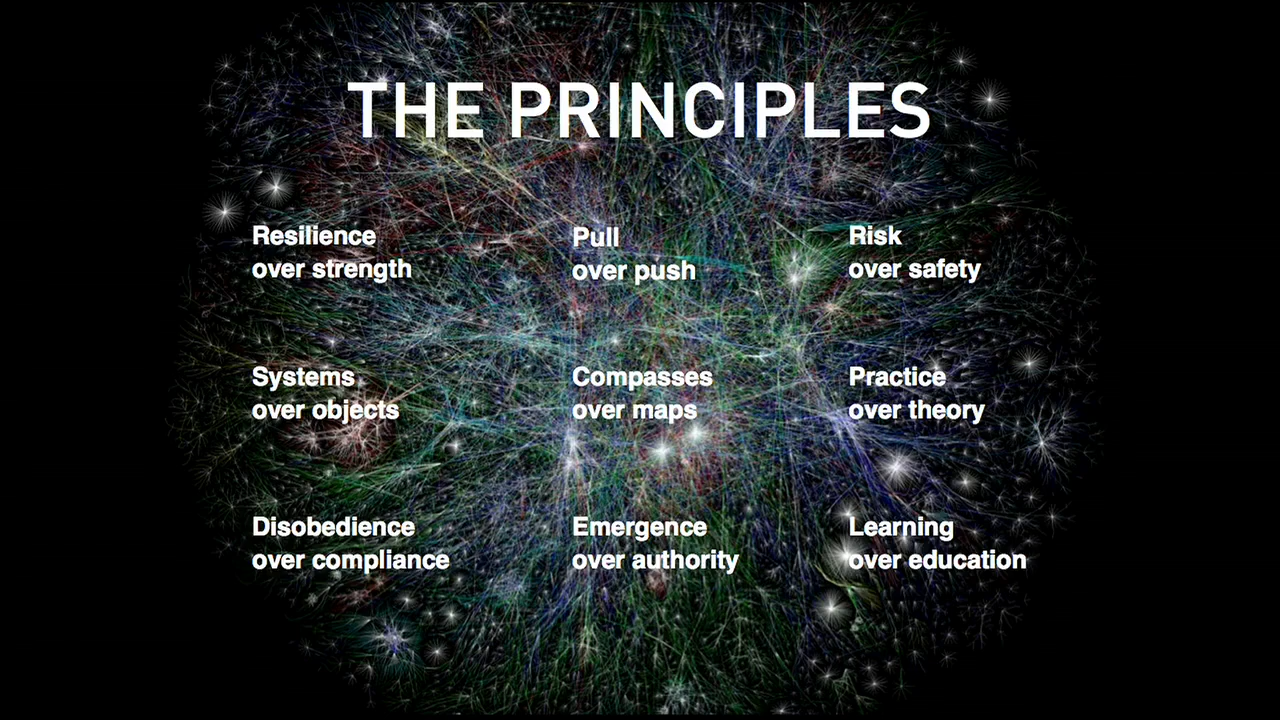 THE PRINCIPLES
Resilience
over strength
Pull
over push
Risk
over safety
Systems
over objects
Compasses
over maps
Practice
over theory
Disobedience
over compliance
Emergence
over authority
Learning
over education